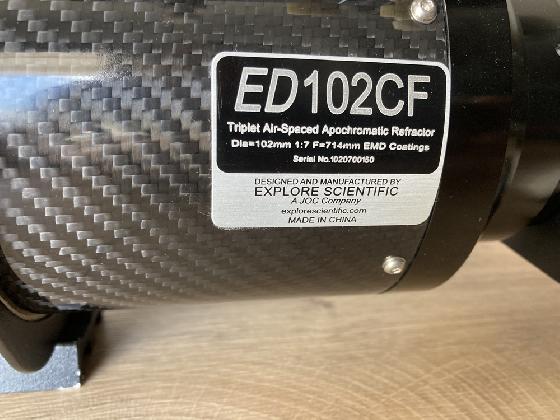 ED102CF
Triplet Air-Spaced Apochromatic Refractor
Dia=102mm 1:7 F=714mm EMD Coatings
Serial No.1020700150
DESIGNED AND MANUFACTURED BY
EXPLORE SCIENTIFIC
A JOC Company
explorescientific.com
MADE IN CHINA